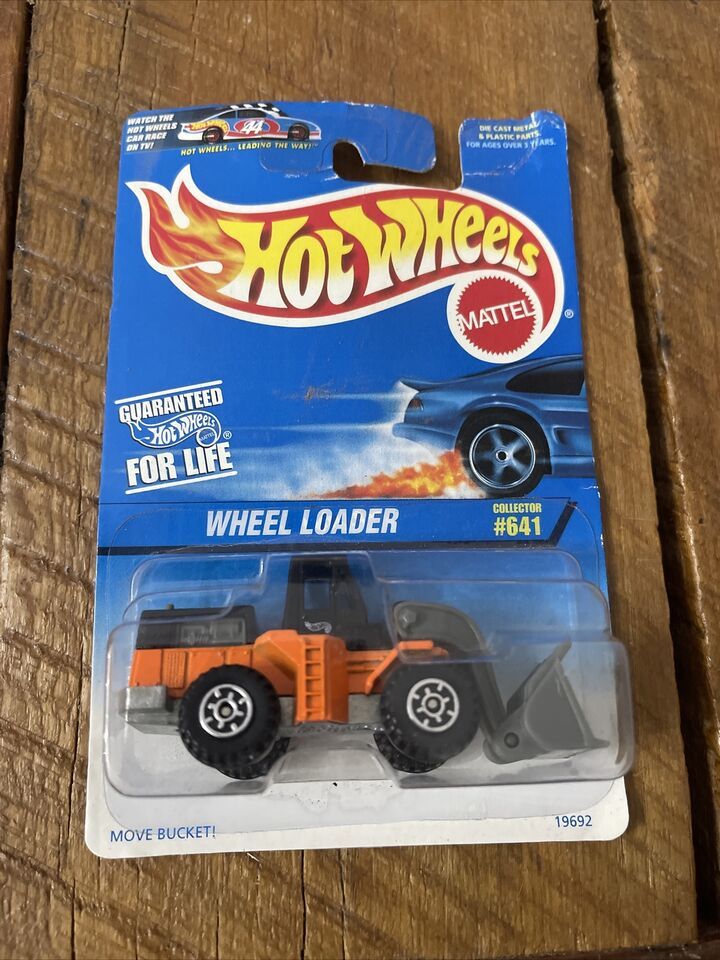 WATCH THE
HOT WHEELS
CAR RACE
ON TV!
44
HOT WHEELS... LEADING THE WAY!™
DIE CAST METAL
& PLASTIC PARTS.
FOR AGES OVER 3 YEARS.
Hot Wheels
MATTEL
®
GUARANTEED
Hot Wheels
®
FOR LIFE
WHEEL LOADER
COLLECTOR
#641
MOVE BUCKET!
19692